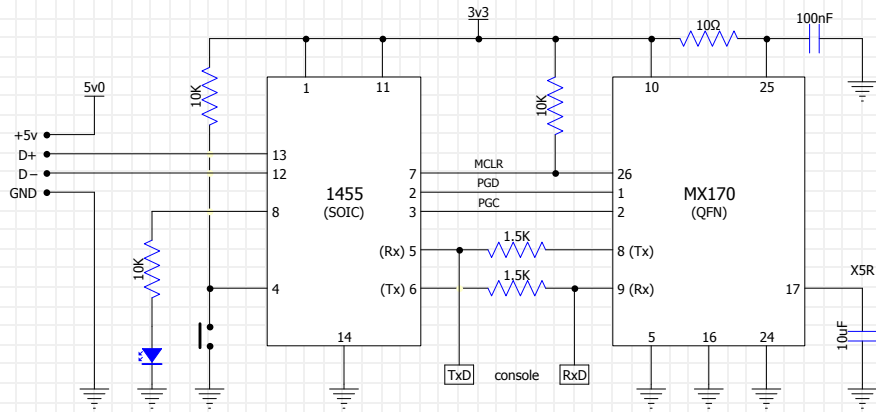 3v3
100nF
10Ω
5v0
10K
1
11
10K
10
25
+5v
D+
D−
GND
13
12
8
4
1455
(SOIC)
7
2
3
(Rx) 5
(Tx) 6
14
MCLR
PGD
PGC
1.5K
1.5K
26
1
2
8 (Tx)
9 (Rx)
MX170
(QFN)
17
X5R
10uF
5
16
24
10K
TxD
console
RxD